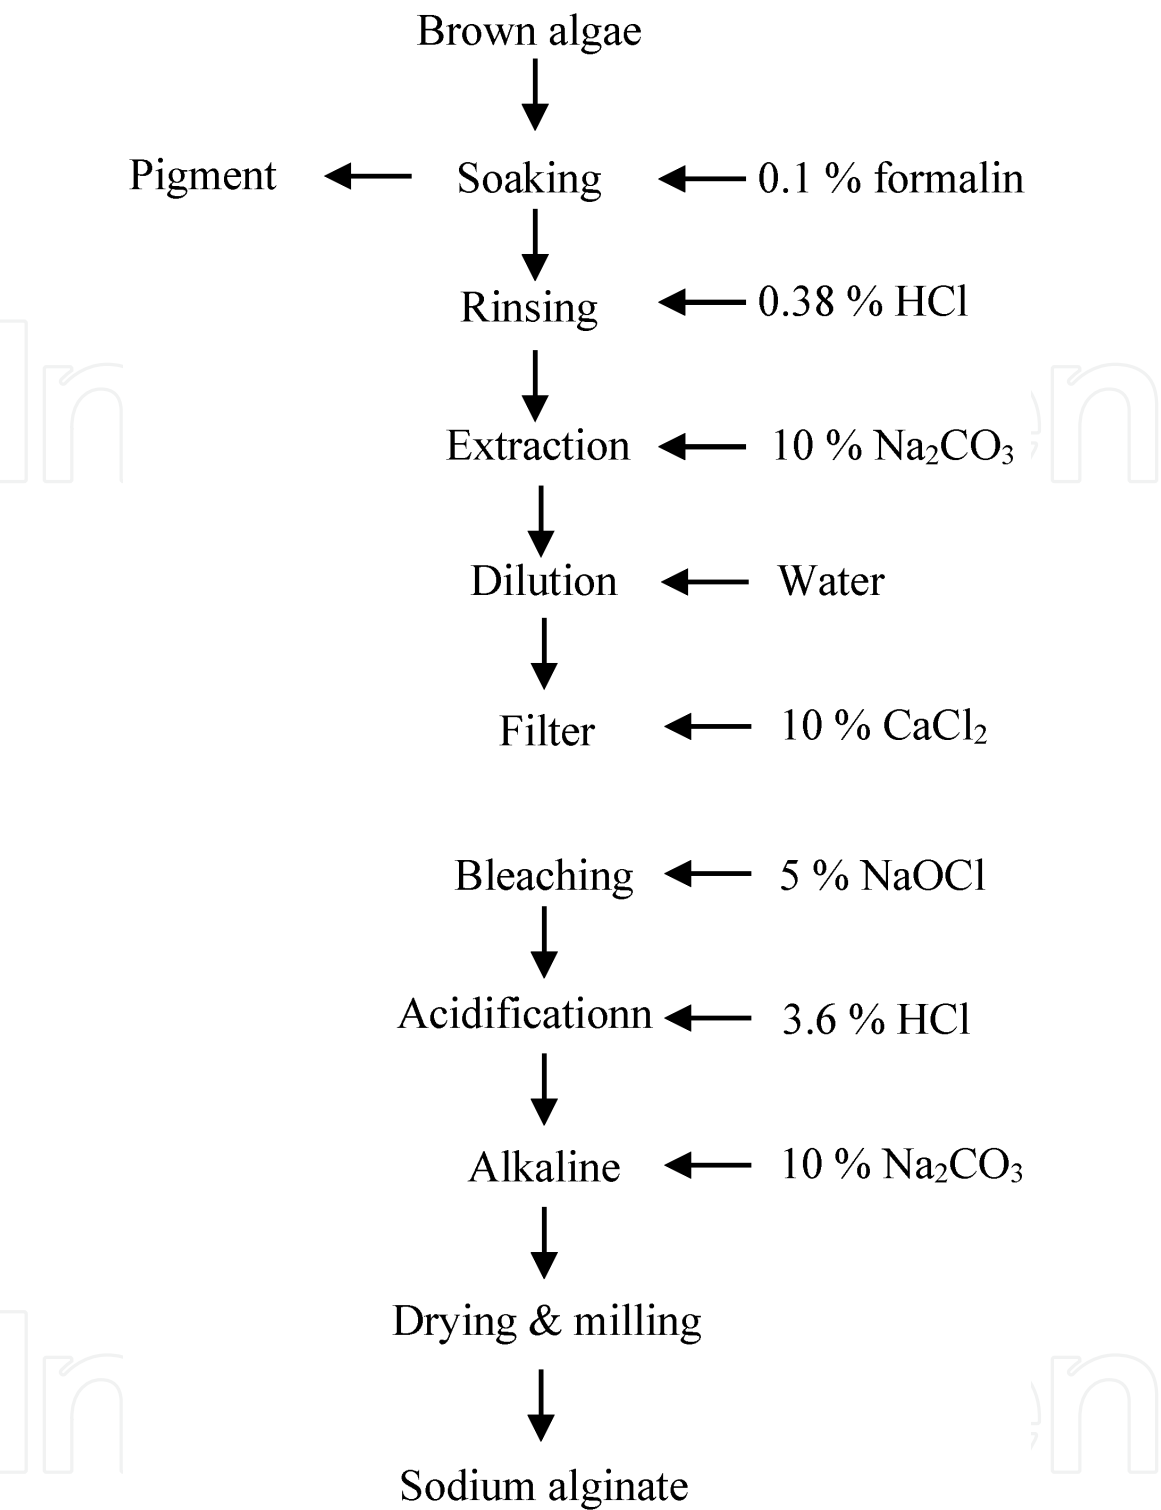 Brown algae
Pigment Soaking 0.1 % formalin
Rinsing 0.38 % HCl
Extraction 10 % Na₂CO₃
Dilution Water
Filter 10 % CaCl₂
Bleaching 5 % NaOCl
Acidificationn 3.6 % HCl
Alkaline 10 % Na₂CO₃
Drying & milling
Sodium alginate